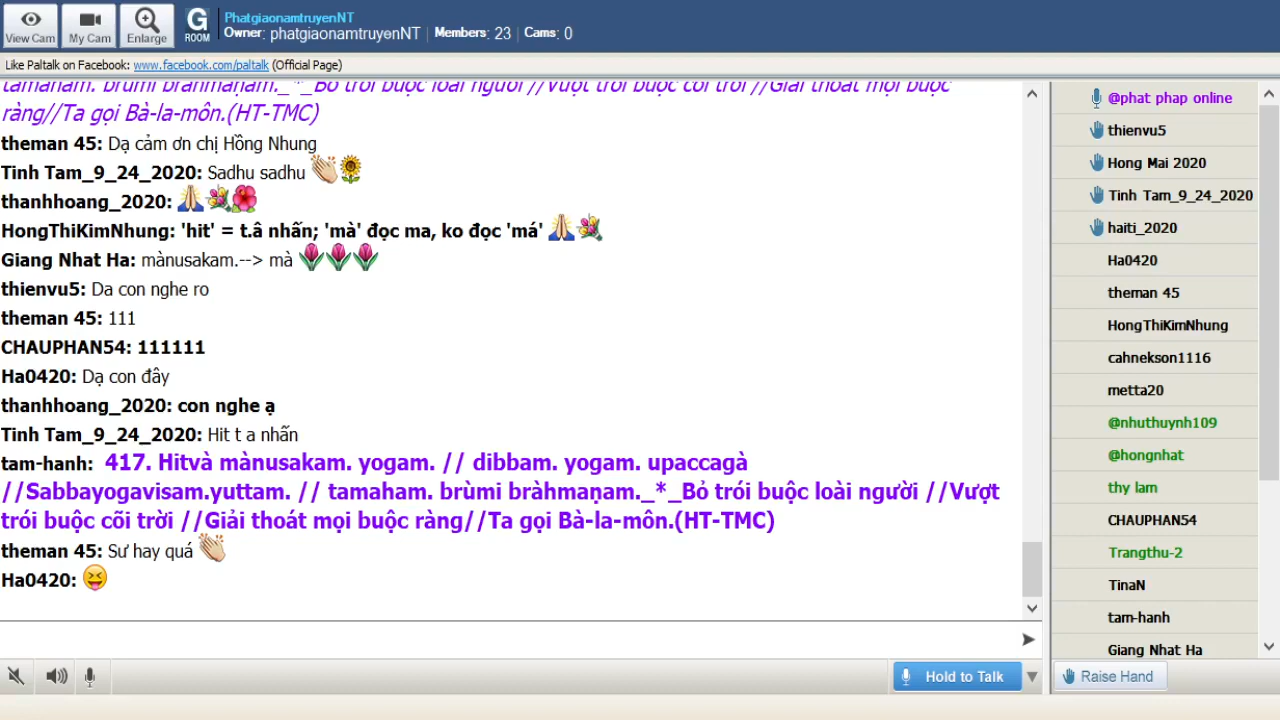 View Cam
My Cam
Enlarge
G
ROOM
PhatgiaonamtruyenNT
Owner: phatgiaonamtruyenNT | Members: 23 | Cams: 0
Like Paltalk on Facebook: www.facebook.com/paltalk (Official Page)
tamaham. brùmi bràhmaṇam._*_Bỏ trói buộc loài người //Vượt trói buộc cõi trời //Giải thoát mọi buộc
ràng//Ta gọi Bà-la-môn.(HT-TMC)
theman 45: Dạ cảm ơn chị Hồng Nhung
Tinh Tam_9_24_2020: Sadhu sadhu
thanhhoang_2020:
HongThiKimNhung: 'hit' = t.â nhấn; 'mà' đọc ma, ko đọc 'má'
Giang Nhat Ha: mànusakam.--> mà
thienvu5: Da con nghe ro
theman 45: 111
CHAUPHAN54: 111111
Ha0420: Dạ con đây
thanhhoang_2020: con nghe ạ
Tinh Tam_9_24_2020: Hit t a nhấn
tam-hanh: 417. Hitvà mànusakam. yogam. // dibbam. yogam. upaccagà
//Sabbayogavisam.yuttam. // tamaham. brùmi bràhmaṇam._*_Bỏ trói buộc loài người //Vượt
trói buộc cõi trời //Giải thoát mọi buộc ràng//Ta gọi Bà-la-môn.(HT-TMC)
theman 45: Sư hay quá
Ha0420:
Hold to Talk
@phat phap online
thienvu5
Hong Mai 2020
Tinh Tam_9_24_2020
haiti_2020
Ha0420
theman 45
HongThiKimNhung
cahnekson1116
metta20
@nhuthuynh109
@hongnhat
thy lam
CHAUPHAN54
Trangthu-2
TinaN
tam-hanh
Giang Nhat Ha
Raise Hand